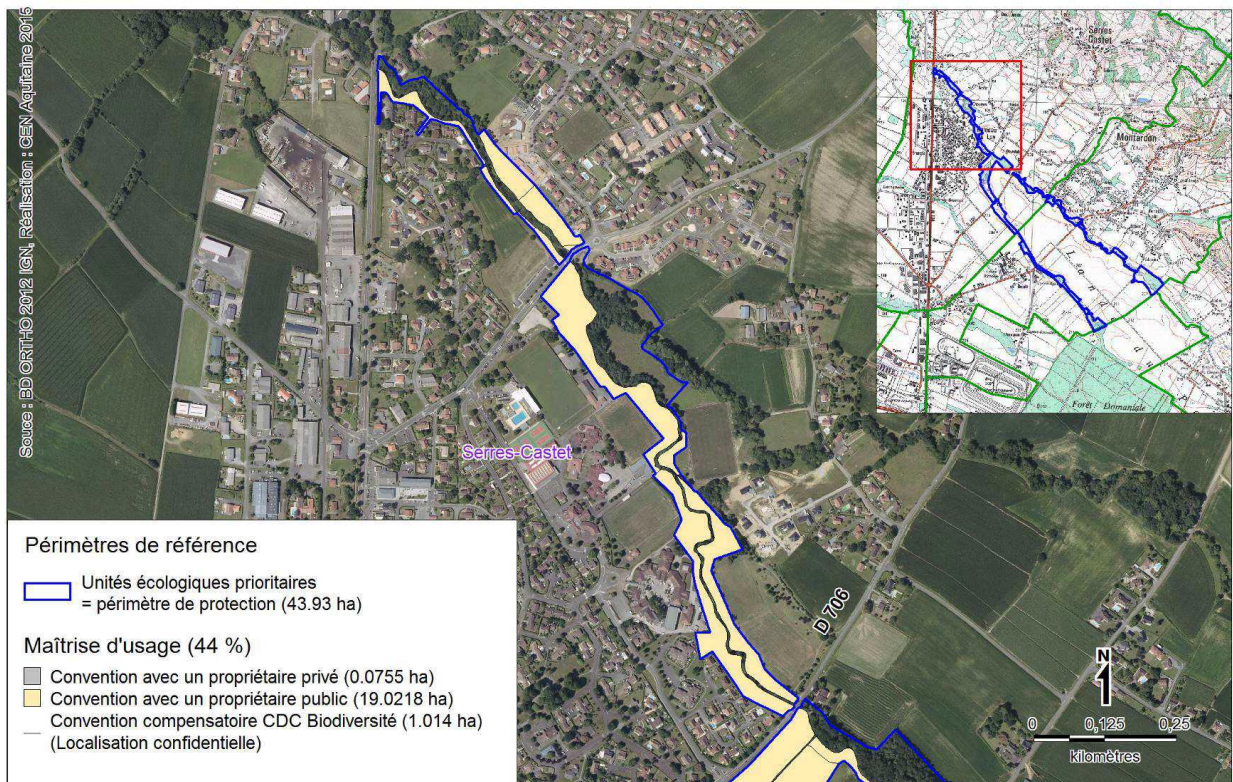 Souce : BD ORTHO 2012 IGN, Réalisation : CEN Aquitaine 2015
Serres-Castet
D 706
Serres
Castet
Montardon
Forêt Domaniale
Périmètres de référence
Unités écologiques prioritaires
= périmètre de protection (43.93 ha)
Maîtrise d'usage (44 %)
Convention avec un propriétaire privé (0.0755 ha)
Convention avec un propriétaire public (19.0218 ha)
Convention compensatoire CDC Biodiversité (1.014 ha)
(Localisation confidentielle)
N
0 0,125 0,25
kilomètres